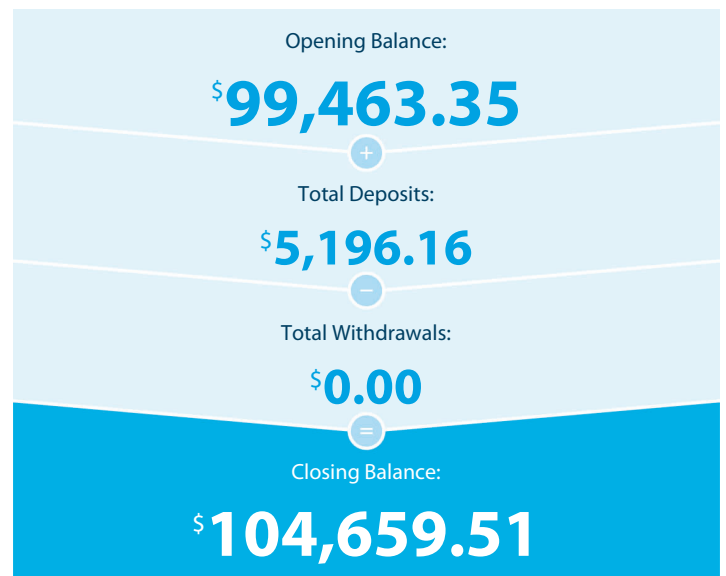 Opening Balance:
$99,463.35
+
Total Deposits:
$5,196.16
−
Total Withdrawals:
$0.00
=
Closing Balance:
$104,659.51